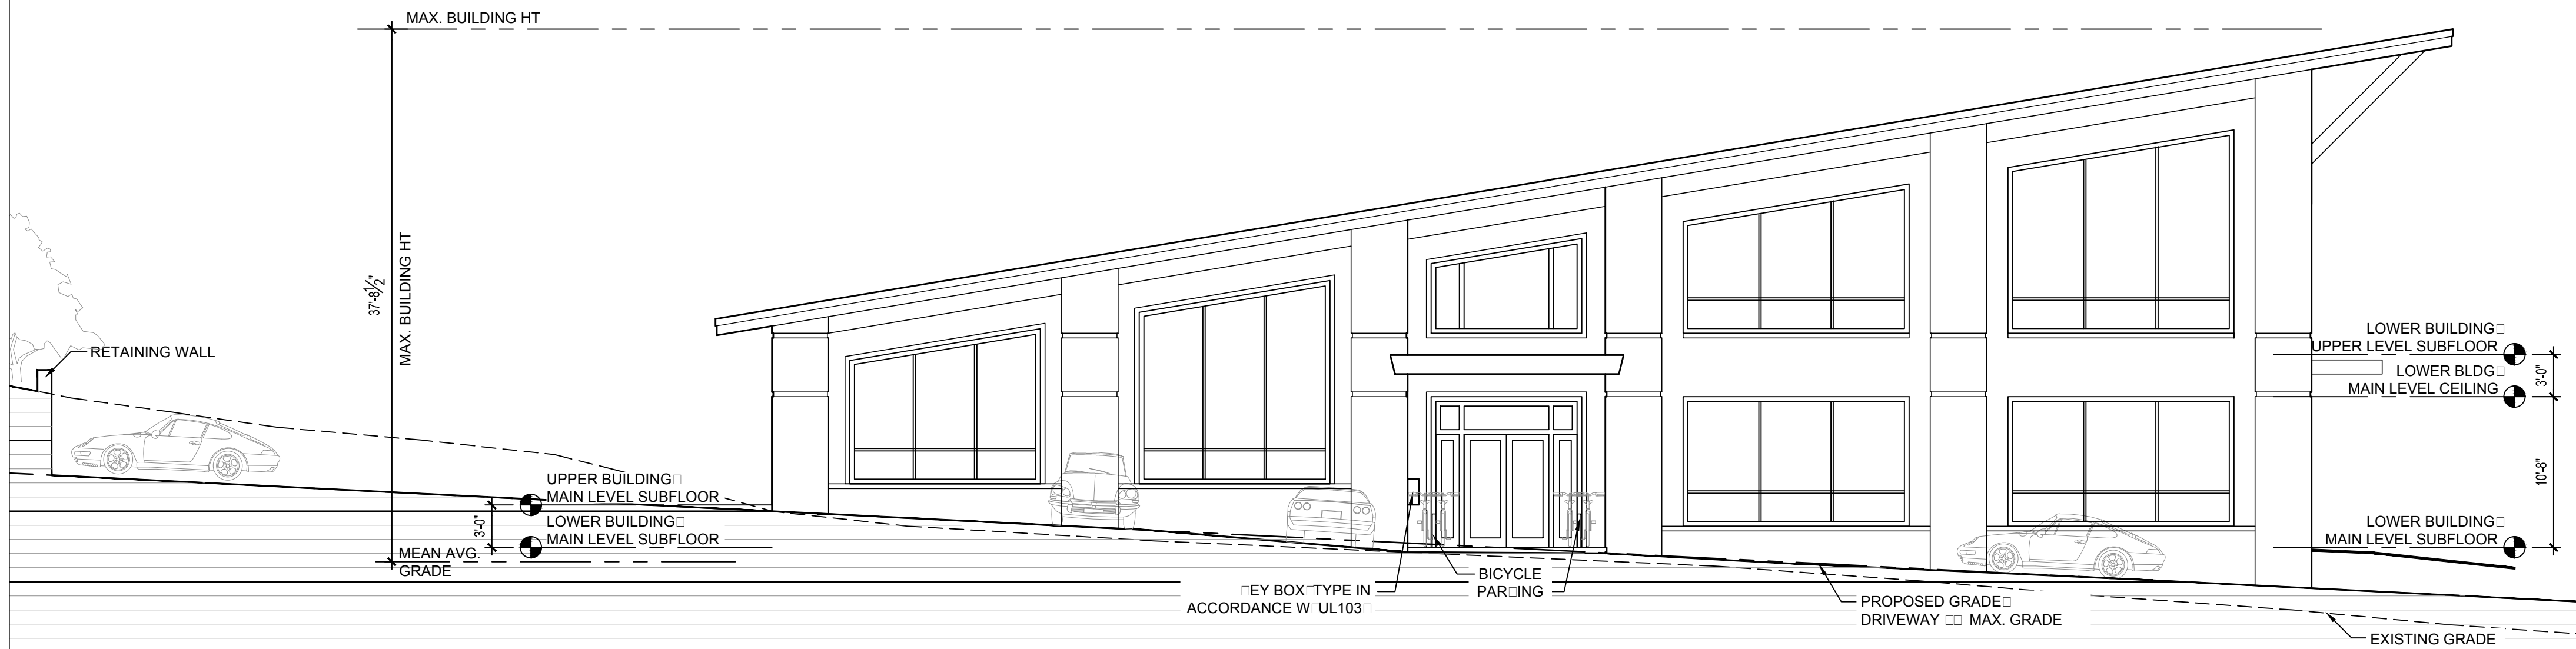 MAX. BUILDING HT
37'-8½"
MAX. BUILDING HT
RETAINING WALL
UPPER BUILDING□
MAIN LEVEL SUBFLOOR
3'-0"
LOWER BUILDING□
MAIN LEVEL SUBFLOOR
MEAN AVG.
GRADE
□EY BOX□TYPE IN
ACCORDANCE W□UL103□
BICYCLE
PAR□ING
PROPOSED GRADE□
DRIVEWAY □□ MAX. GRADE
EXISTING GRADE
LOWER BUILDING□
UPPER LEVEL SUBFLOOR
LOWER BLDG□
MAIN LEVEL CEILING
3'-0"
10'-8"
LOWER BUILDING□
MAIN LEVEL SUBFLOOR